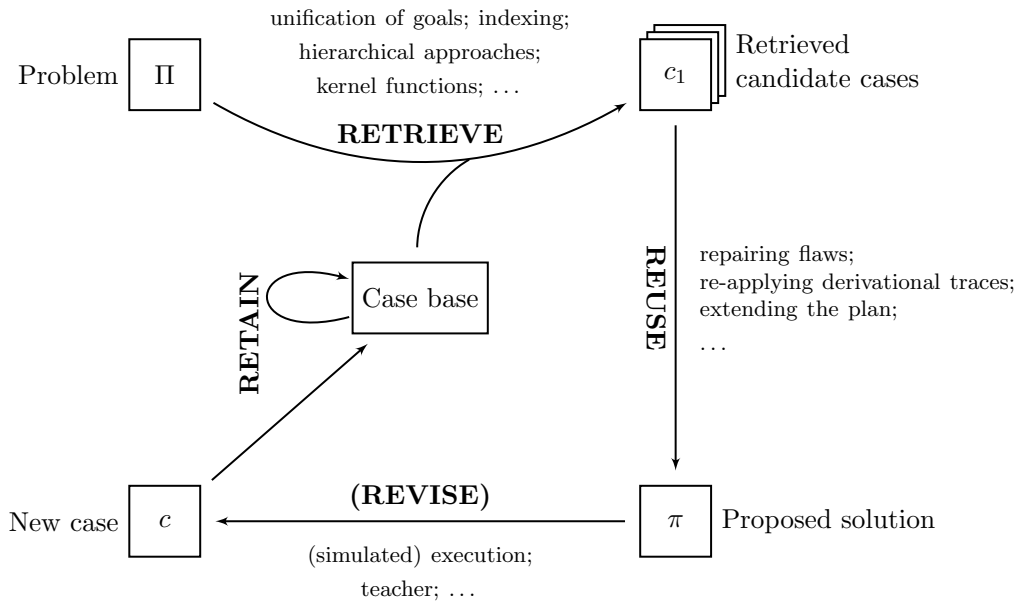 unification of goals; indexing;
hierarchical approaches;
kernel functions; ...
Problem
Π
c₁
Retrieved
candidate cases
RETRIEVE
RETAIN
Case base
REUSE
repairing flaws;
re-applying derivational traces;
extending the plan;
...
New case
c
(REVISE)
(simulated) execution;
teacher; ...
π
Proposed solution